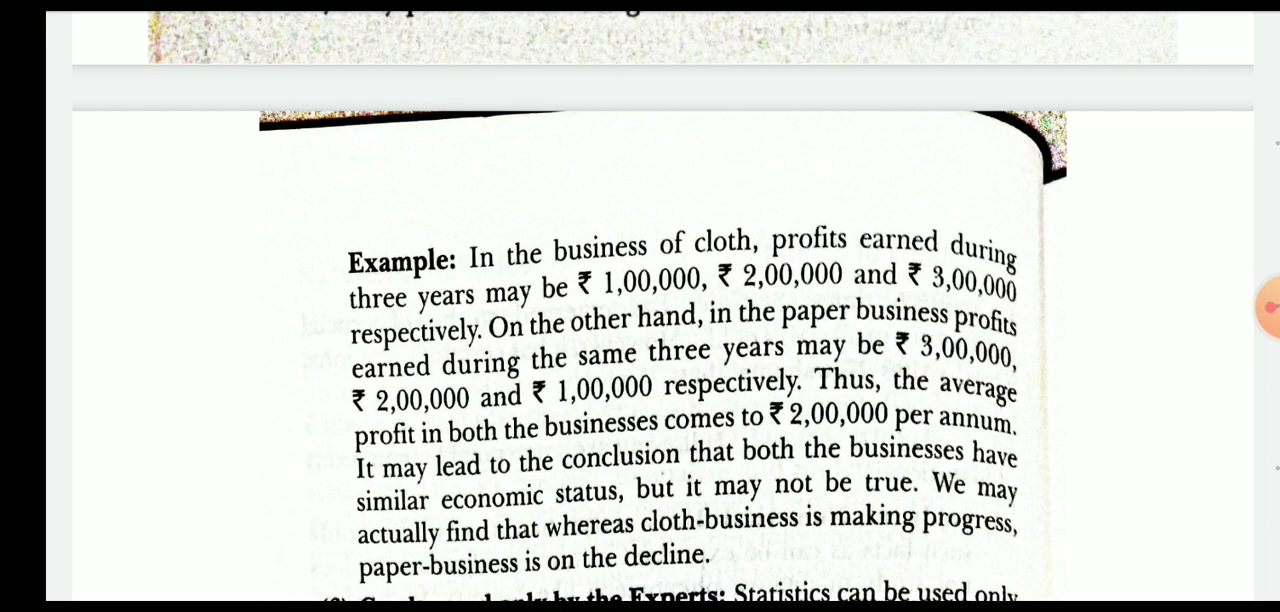 Example: In the business of cloth, profits earned during
three years may be ₹ 1,00,000, ₹ 2,00,000 and ₹ 3,00,000
respectively. On the other hand, in the paper business profits
earned during the same three years may be ₹ 3,00,000,
₹ 2,00,000 and ₹ 1,00,000 respectively. Thus, the average
profit in both the businesses comes to ₹ 2,00,000 per annum.
It may lead to the conclusion that both the businesses have
similar economic status, but it may not be true. We may
actually find that whereas cloth-business is making progress,
paper-business is on the decline.
only by the Experts: Statistics can be used only